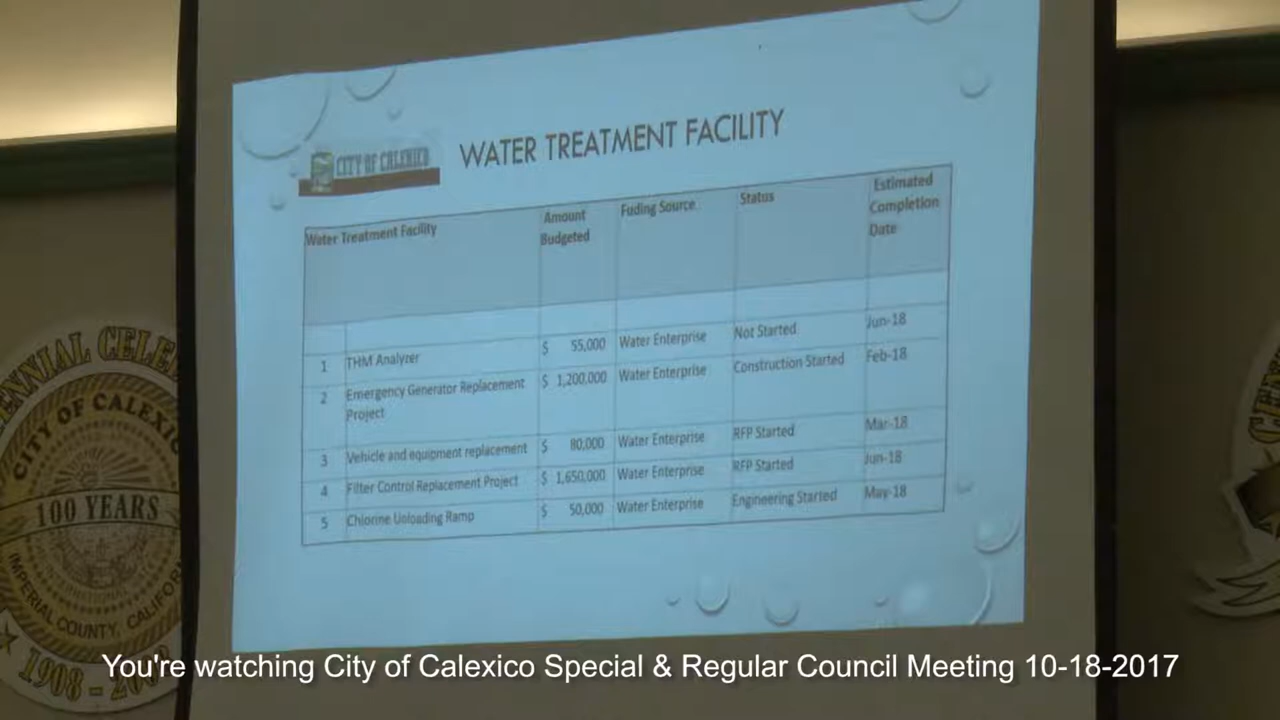 WATER TREATMENT FACILITY
CITY OF CALEXICO
Water Treatment Facility
Amount Budgeted
Fuding Source
Status
Estimated Completion Date
1 THM Analyzer $ 55,000 Water Enterprise Not Started Jun-18
2 Emergency Generator Replacement Project $ 1,200,000 Water Enterprise Construction Started Feb-18
3 Vehicle and equipment replacement $ 80,000 Water Enterprise RFP Started Mar-18
4 Filter Control Replacement Project $ 1,650,000 Water Enterprise RFP Started Jun-18
5 Chlorine Unloading Ramp $ 50,000 Water Enterprise Engineering Started May-18
CITY OF CALEXICO
100 YEARS
IMPERIAL COUNTY, CALIFOR
1908 - 20
You're watching City of Calexico Special & Regular Council Meeting 10-18-2017